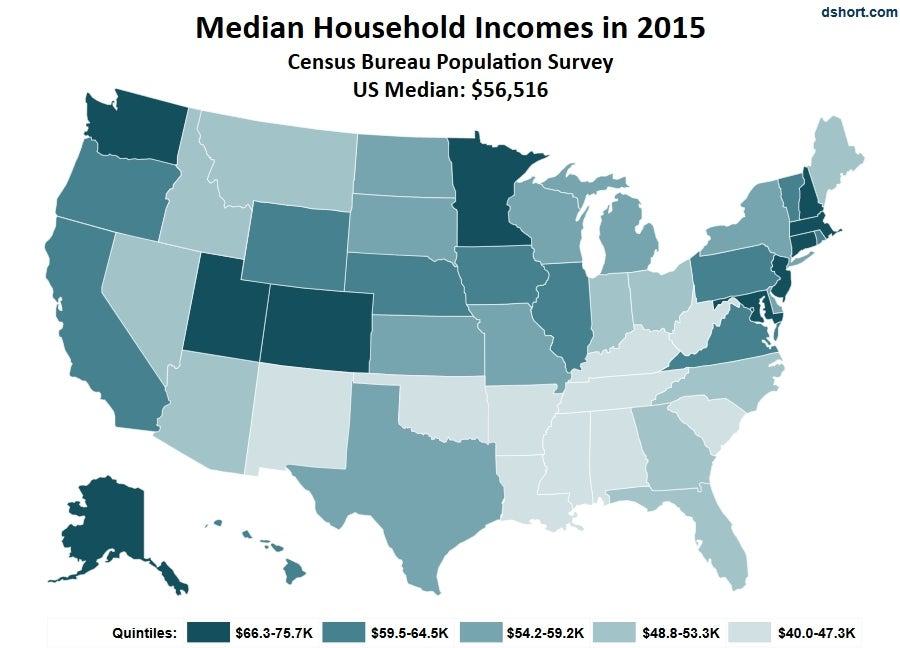 dshort.com
Median Household Incomes in 2015
Census Bureau Population Survey
US Median: $56,516
Quintiles: $66.3-75.7K $59.5-64.5K $54.2-59.2K $48.8-53.3K $40.0-47.3K